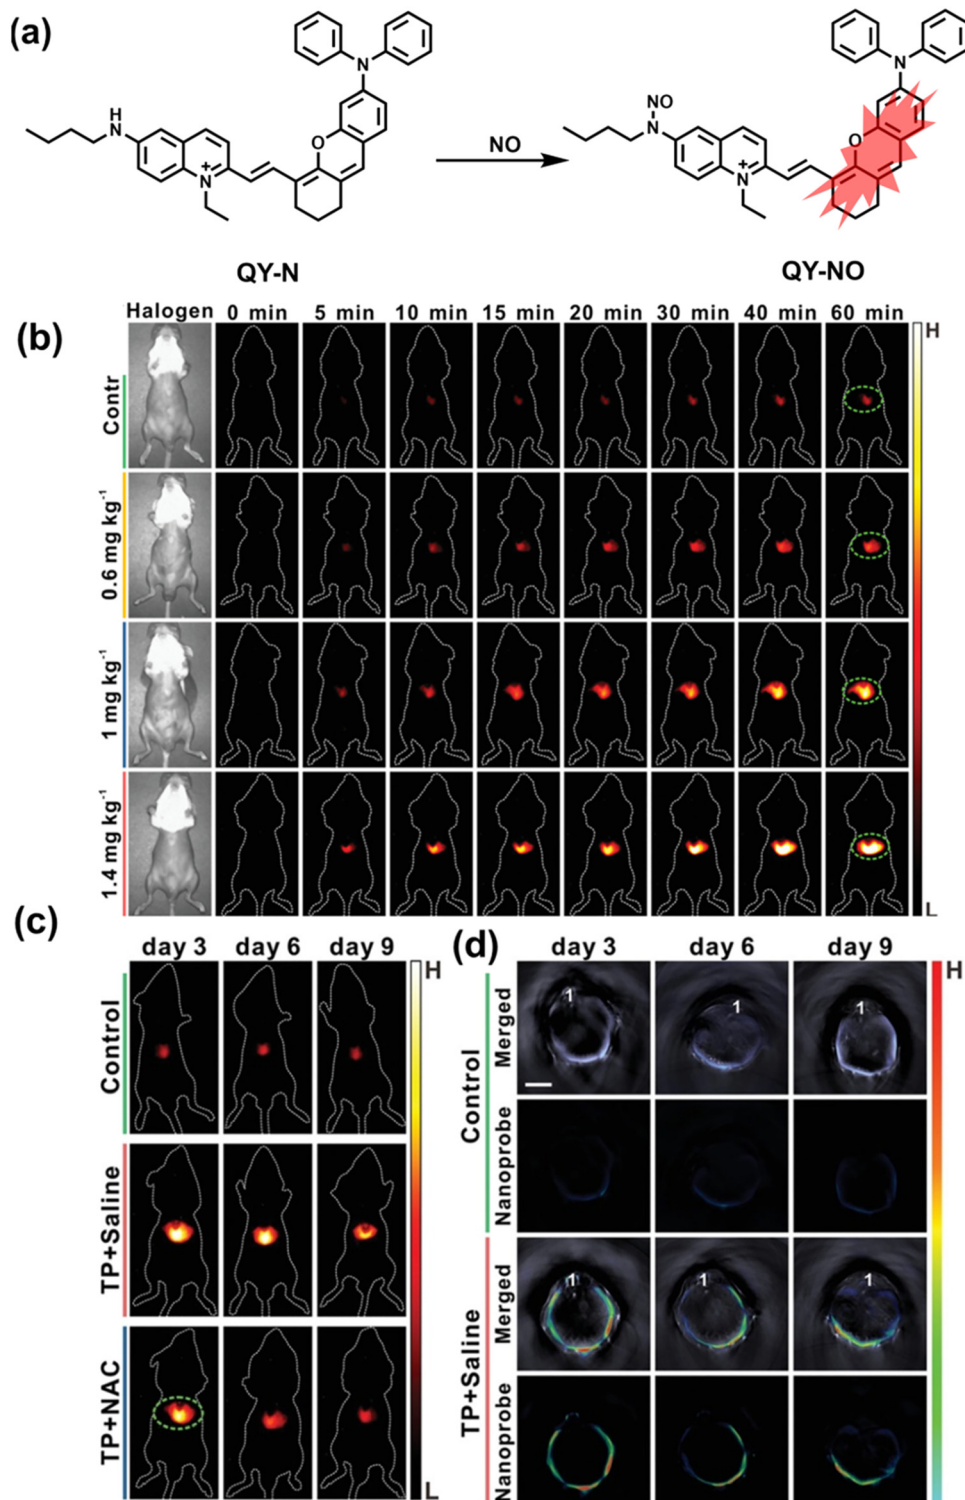 (a)
H
N
N
O
N+
NO
NO
N
N
O
N+
QY-N
QY-NO
(b)
Halogen 0 min 5 min 10 min 15 min 20 min 30 min 40 min 60 min
H
Contr
0.6 mg kg⁻¹
1 mg kg⁻¹
1.4 mg kg⁻¹
L
(c)
day 3 day 6 day 9
H
Control
TP+Saline
TP+NAC
L
(d)
day 3 day 6 day 9
H
Control
Merged
1 1 1
Nanoprobe
TP+Saline
Merged
1 1 1
Nanoprobe